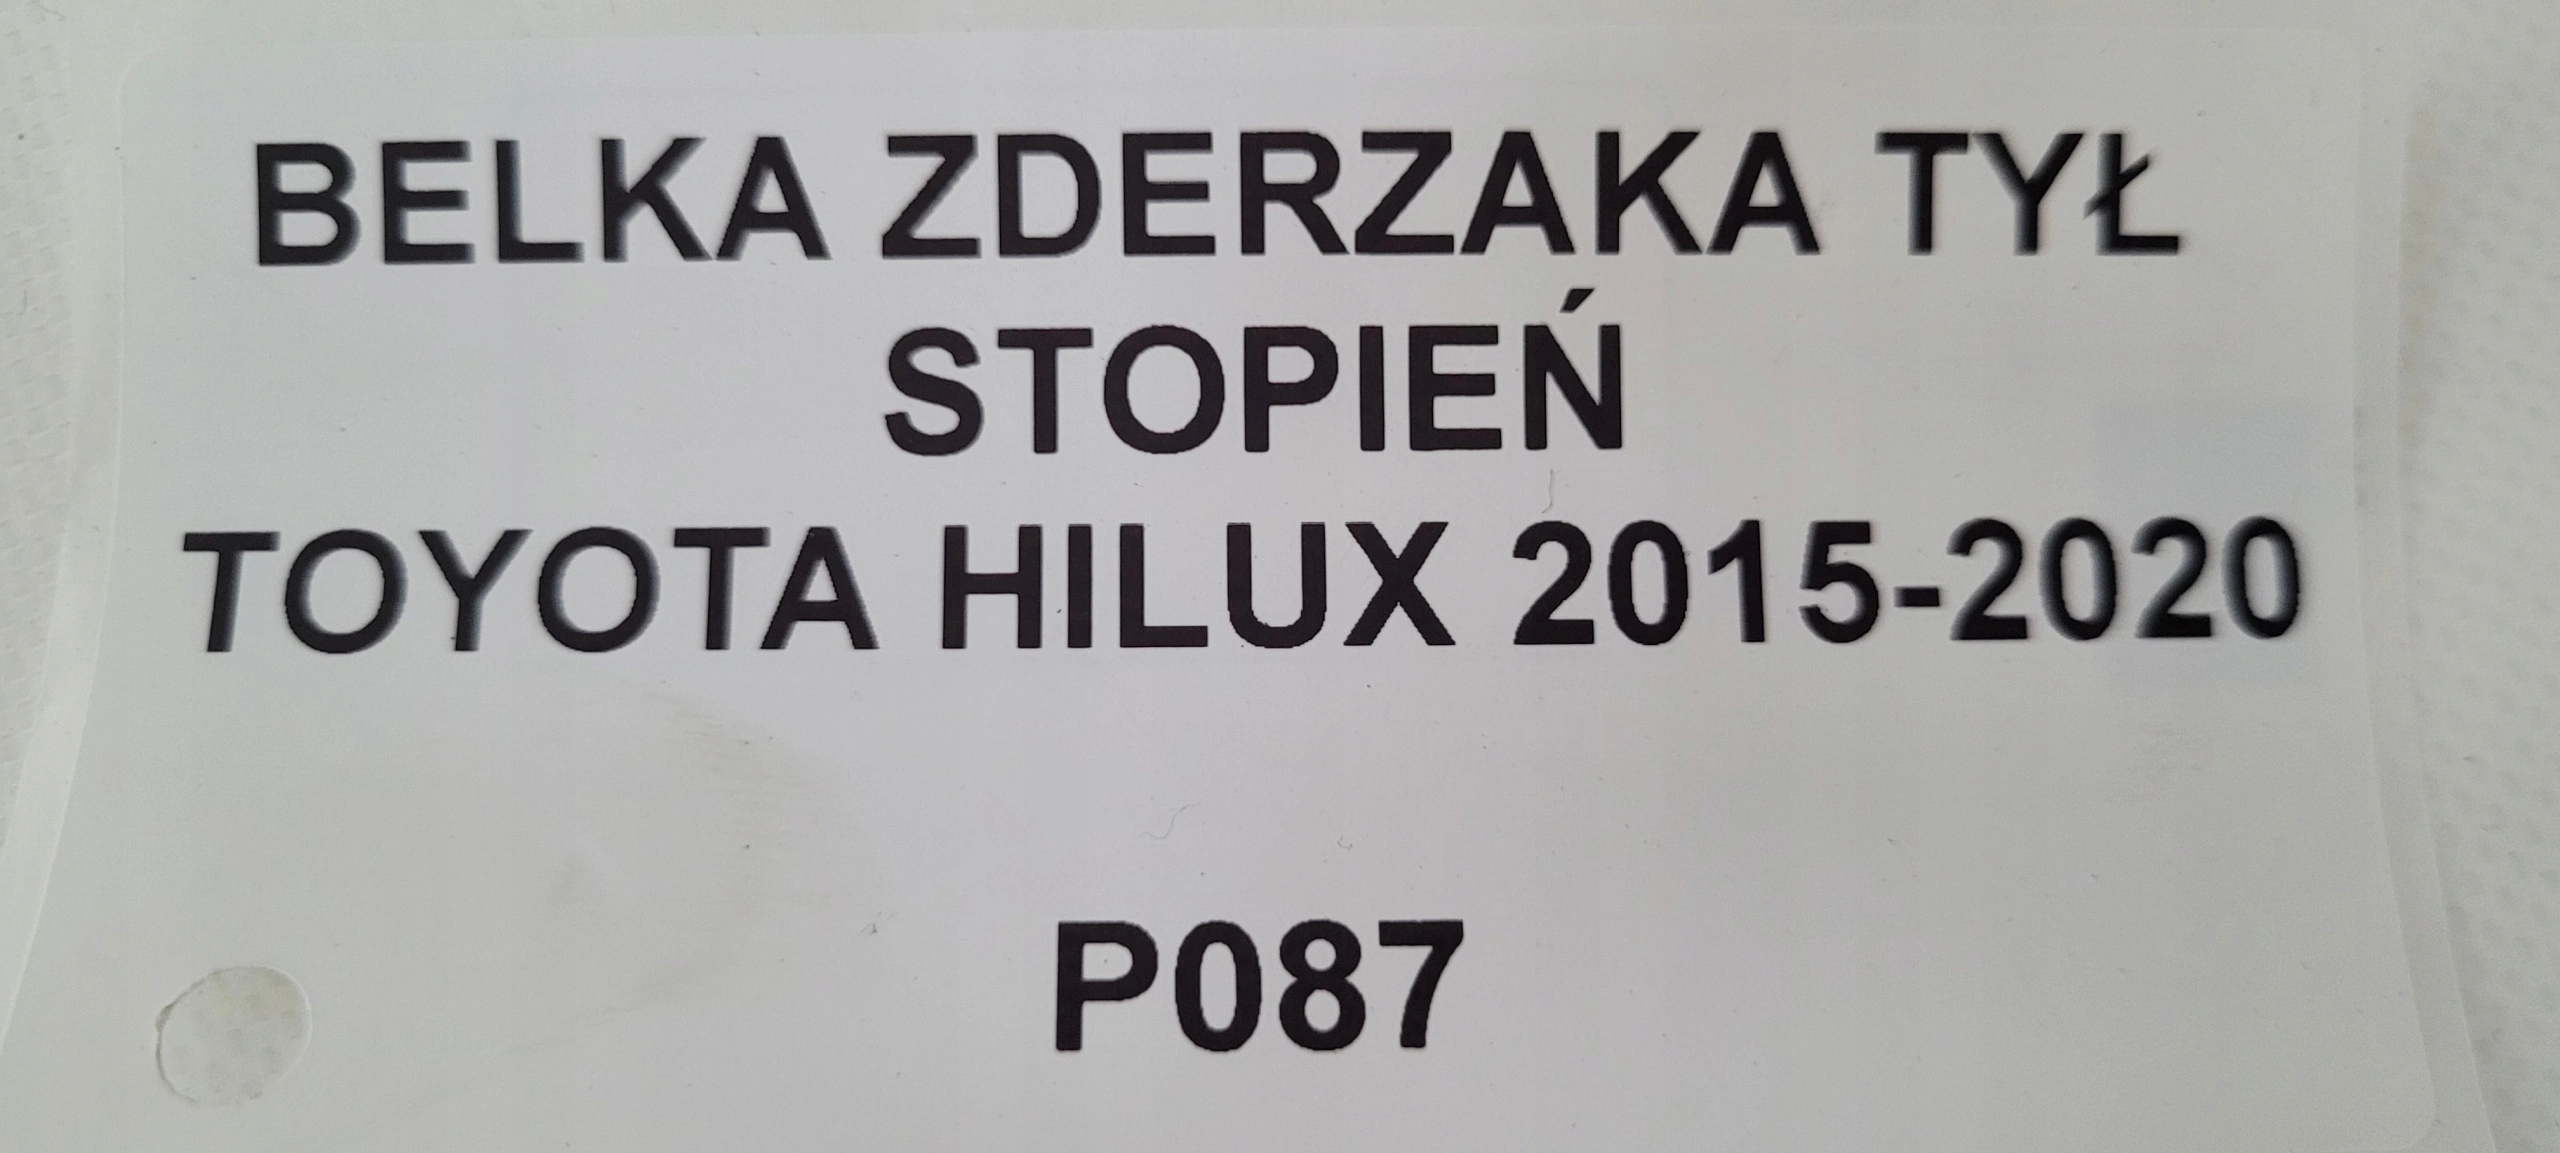 BELKA ZDERZAKA TYŁ
STOPIEŃ
TOYOTA HILUX 2015-2020
P087